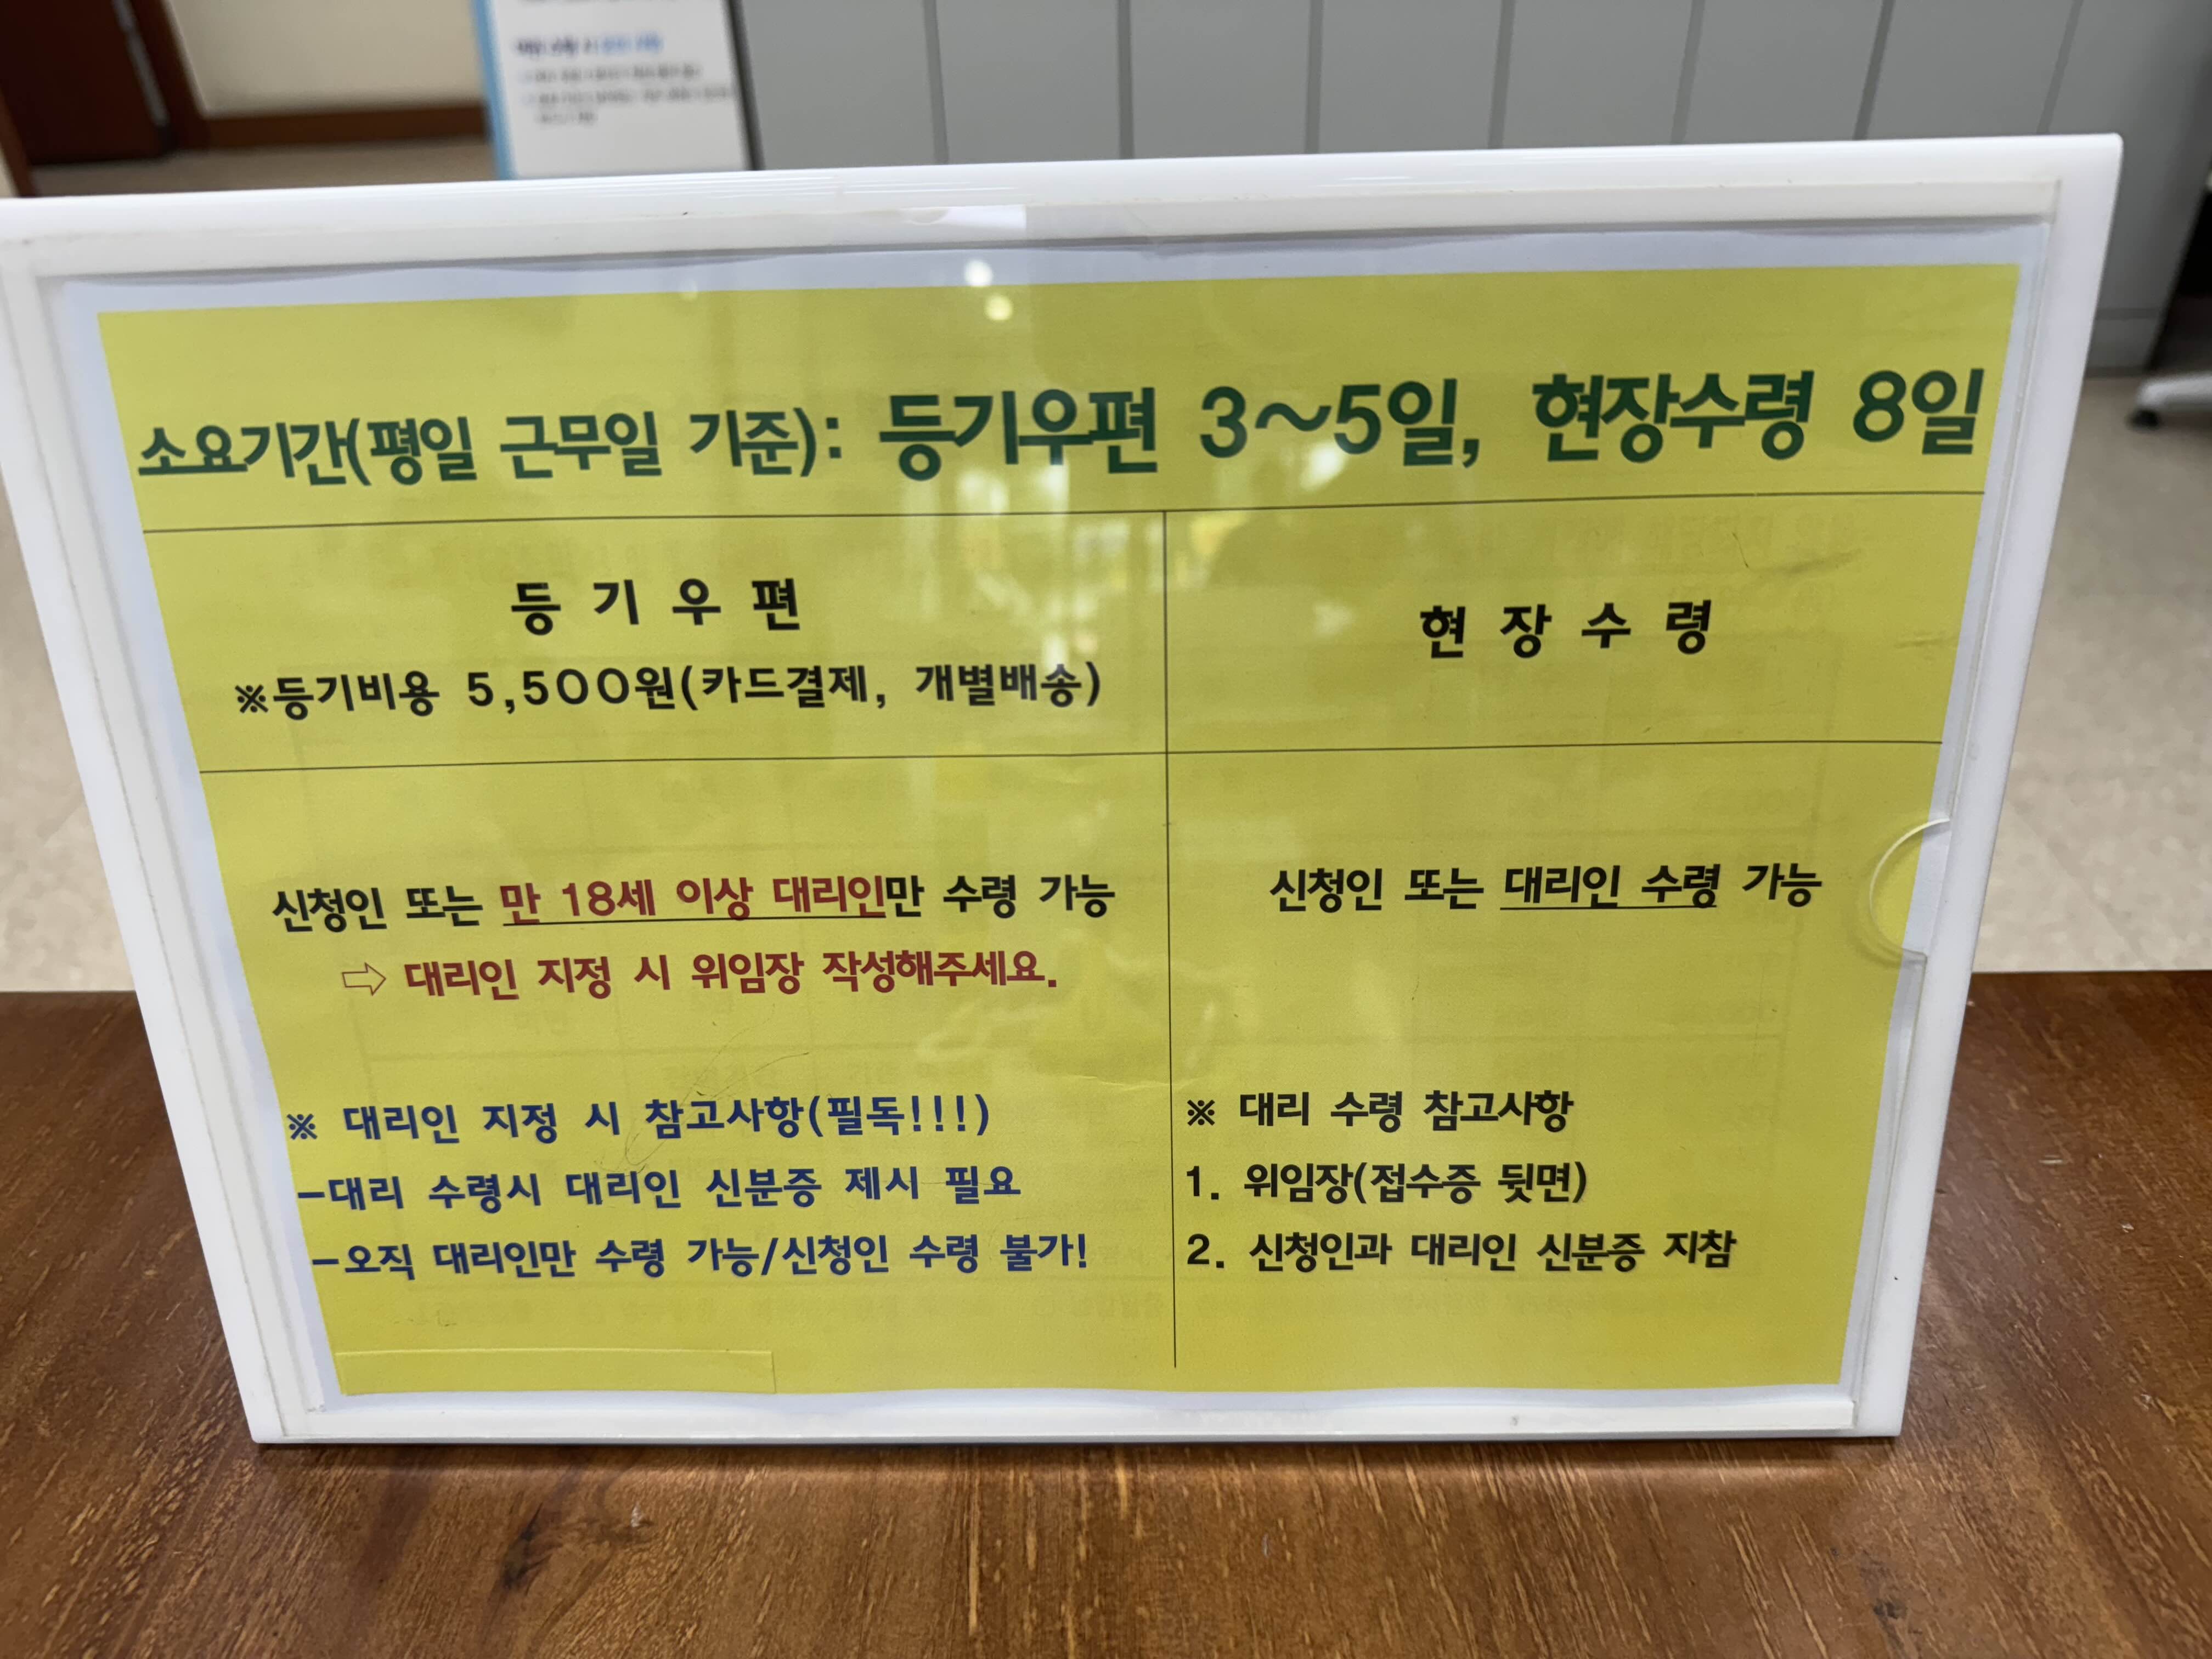 소요기간(평일 근무일 기준): 등기우편 3~5일, 현장수령 8일
등 기 우 편
※등기비용 5,500원(카드결제, 개별배송)
현 장 수 령
신청인 또는 만 18세 이상 대리인만 수령 가능
⇨ 대리인 지정 시 위임장 작성해주세요.
※ 대리인 지정 시 참고사항(필독!!!)
-대리 수령시 대리인 신분증 제시 필요
-오직 대리인만 수령 가능/신청인 수령 불가!
신청인 또는 대리인 수령 가능
※ 대리 수령 참고사항
1. 위임장(접수증 뒷면)
2. 신청인과 대리인 신분증 지참